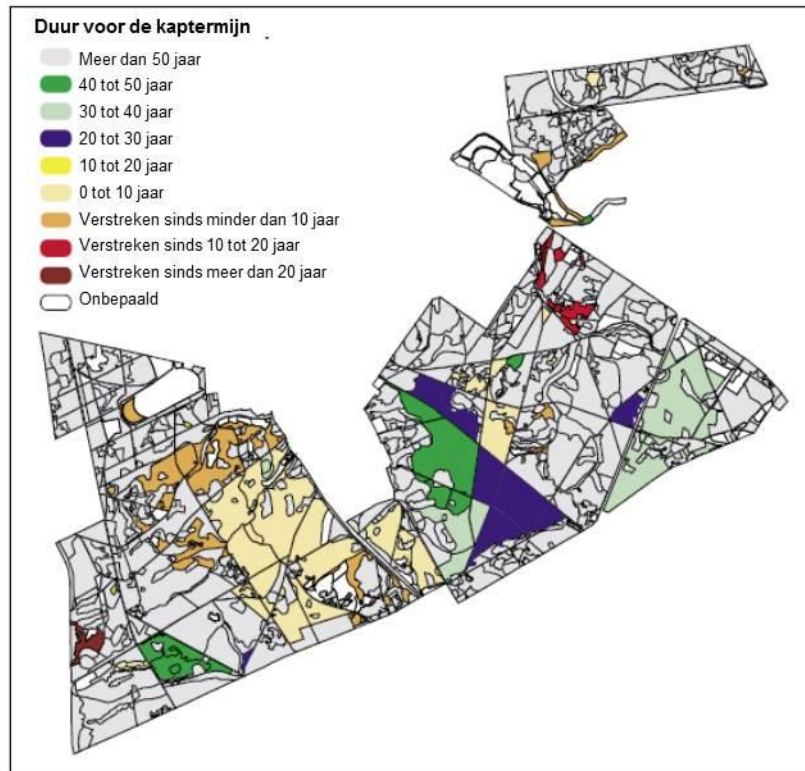 Duur voor de kaptermijn
Meer dan 50 jaar
40 tot 50 jaar
30 tot 40 jaar
20 tot 30 jaar
10 tot 20 jaar
0 tot 10 jaar
Verstreken sinds minder dan 10 jaar
Verstreken sinds 10 tot 20 jaar
Verstreken sinds meer dan 20 jaar
Onbepaald